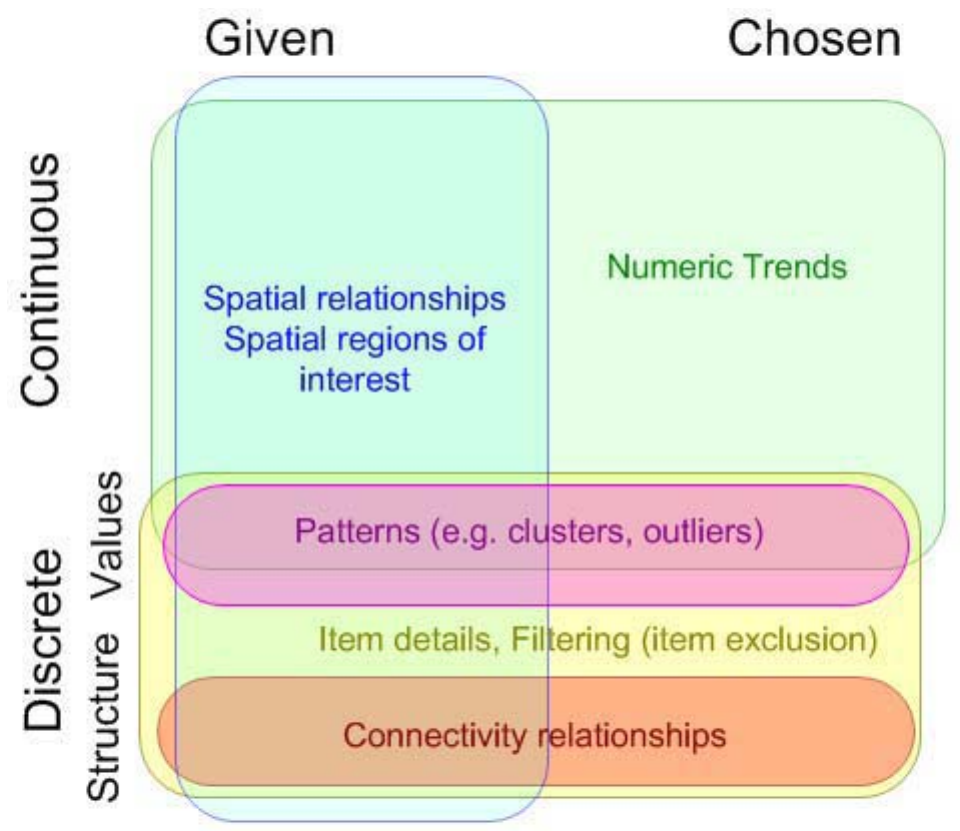 Given
Chosen
Continuous
Numeric Trends
Spatial relationships
Spatial regions of
interest
Discrete
Values
Patterns (e.g. clusters, outliers)
Structure
Item details, Filtering (item exclusion)
Connectivity relationships